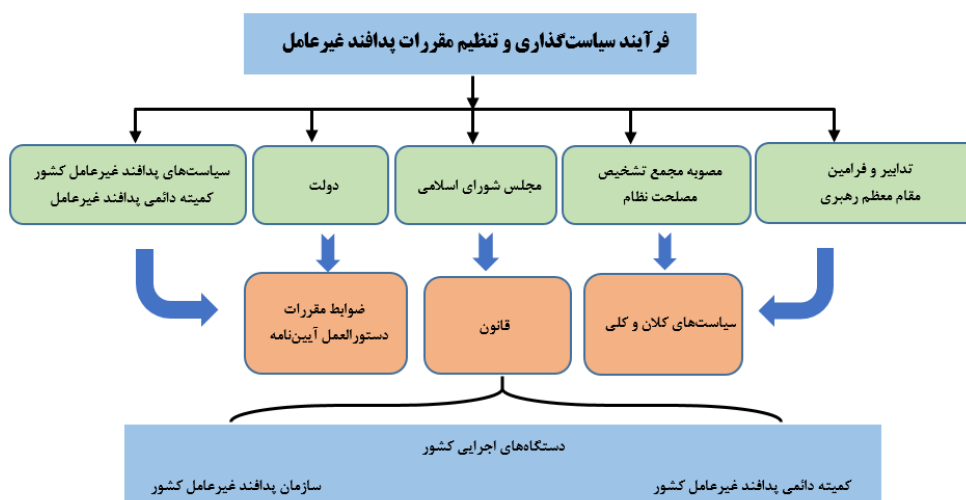 فرآیند سیاست‌گذاری و تنظیم مقررات پدافند غیرعامل
تدابیر و فرامین
مقام معظم رهبری
مصوبه مجمع تشخیص
مصلحت نظام
مجلس شورای اسلامی
دولت
سیاست‌های پدافند غیرعامل کشور
کمیته دائمی پدافند غیرعامل
سیاست‌های کلان و کلی
قانون
ضوابط مقررات
دستورالعمل آیین‌نامه
دستگاه‌های اجرایی کشور
کمیته دائمی پدافند غیرعامل کشور
سازمان پدافند غیرعامل کشور